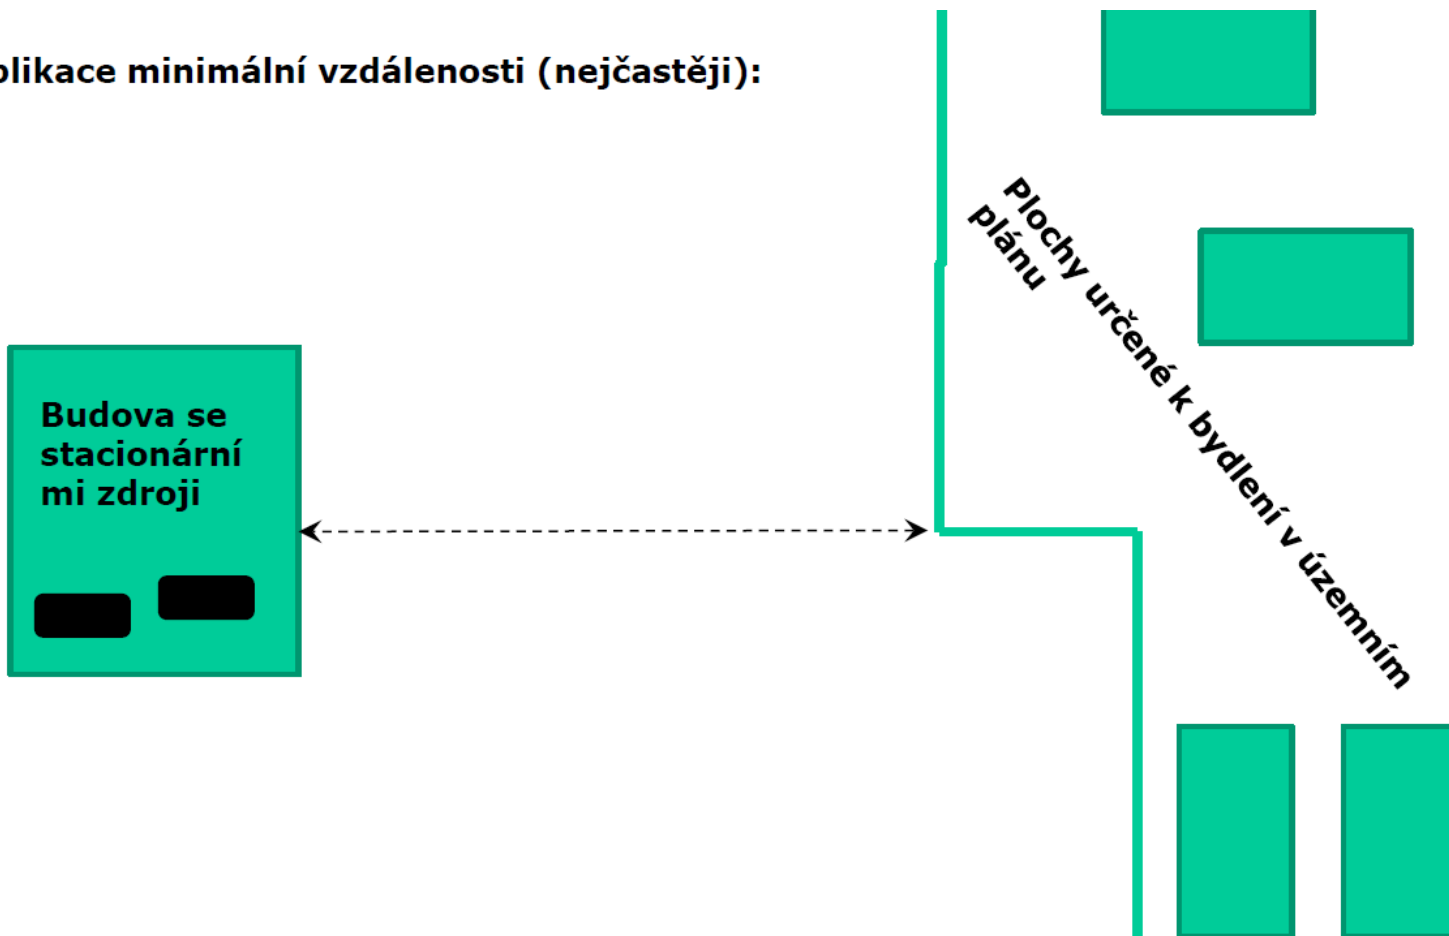 plikace minimální vzdálenosti (nejčastěji):
Plochy určené k bydlení v územním
plánu
Budova se
stacionární
mi zdroji